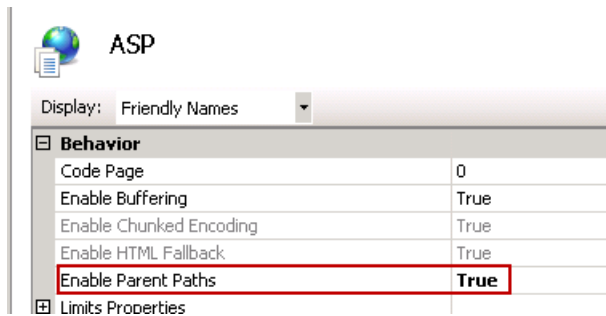 ASP
Display: Friendly Names
Behavior
Code Page 0
Enable Buffering True
Enable Chunked Encoding True
Enable HTML Fallback True
Enable Parent Paths True
Limits Properties